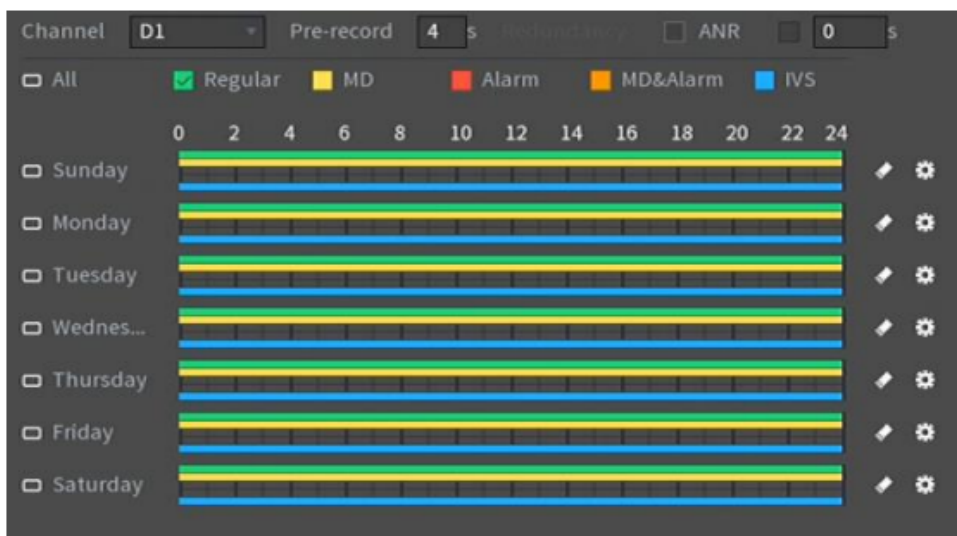 Channel D1 Pre-record 4 s Redundancy ANR 0 s
All Regular MD Alarm MD&Alarm IVS
0 2 4 6 8 10 12 14 16 18 20 22 24
Sunday
Monday
Tuesday
Wednes...
Thursday
Friday
Saturday